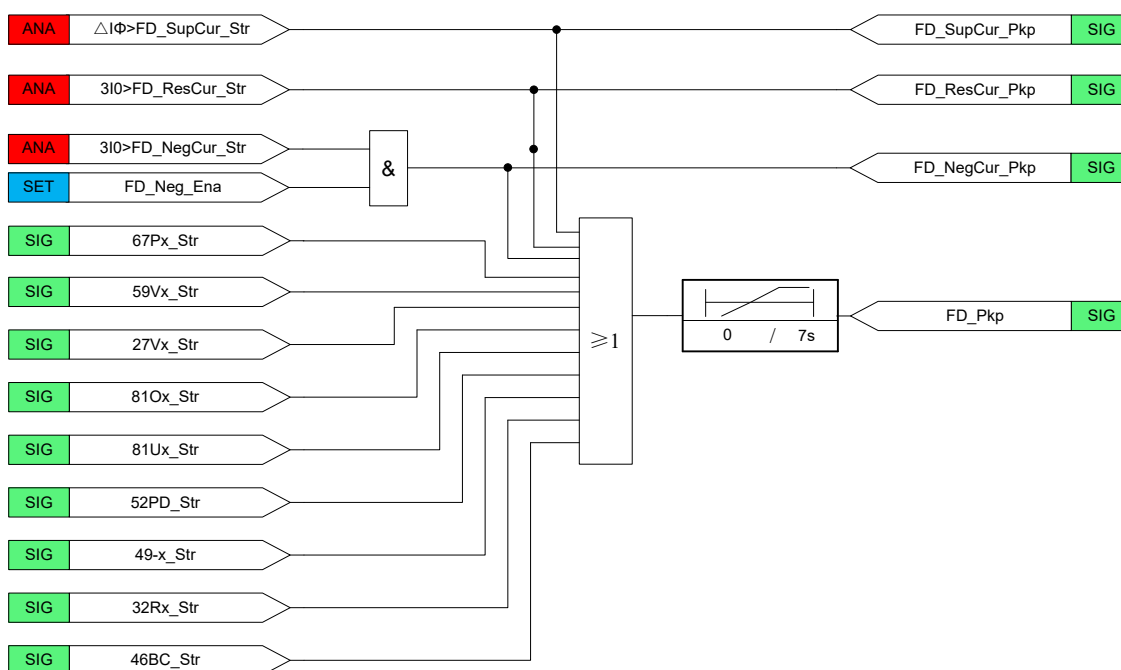 ANA △IΦ>FD_SupCur_Str FD_SupCur_Pkp SIG
ANA 3I0>FD_ResCur_Str FD_ResCur_Pkp SIG
ANA 3I0>FD_NegCur_Str
& FD_NegCur_Pkp SIG
SET FD_Neg_Ena
SIG 67Px_Str
SIG 59Vx_Str
FD_Pkp SIG
0 / 7s
SIG 27Vx_Str
≥1
SIG 81Ox_Str
SIG 81Ux_Str
SIG 52PD_Str
SIG 49-x_Str
SIG 32Rx_Str
SIG 46BC_Str